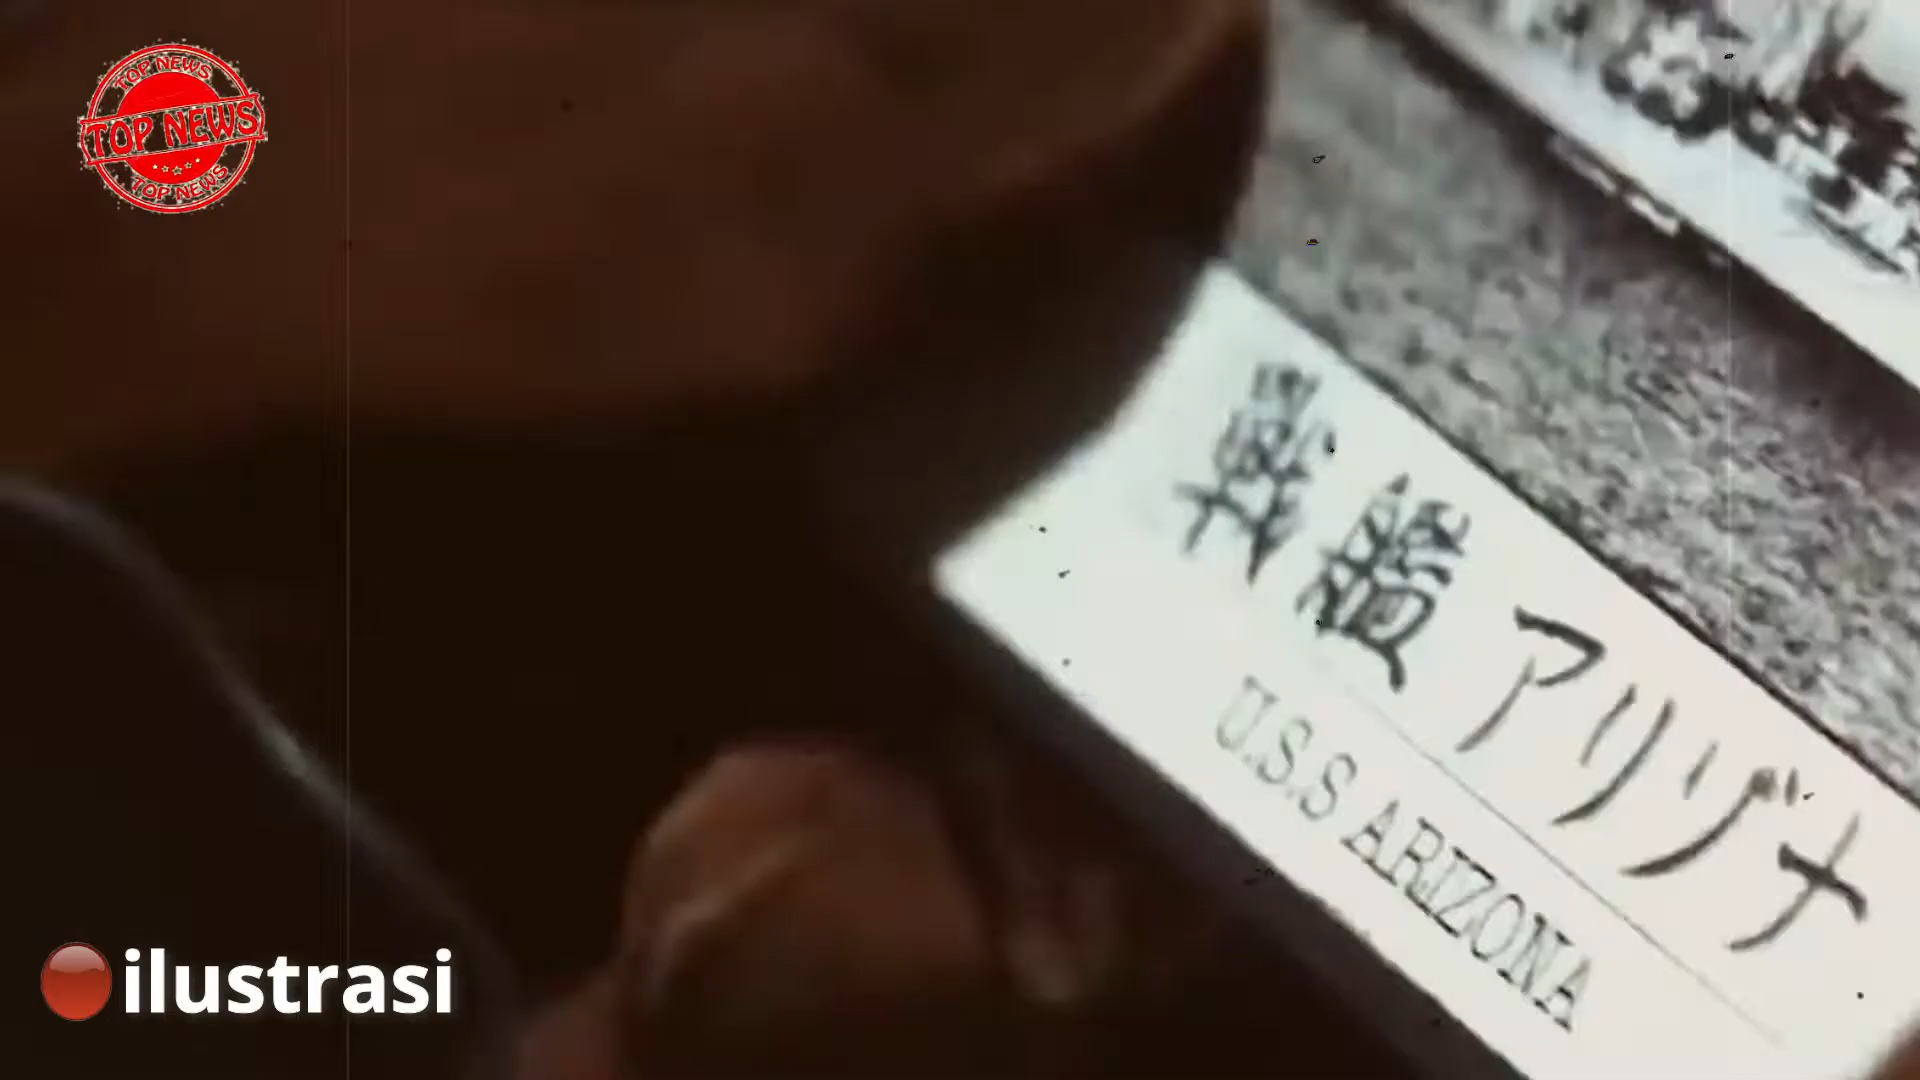 TOP NEWS
TOP NEWS
TOP NEWS
戦艦 アリゾナ
U.S.S ARIZONA
ilustrasi